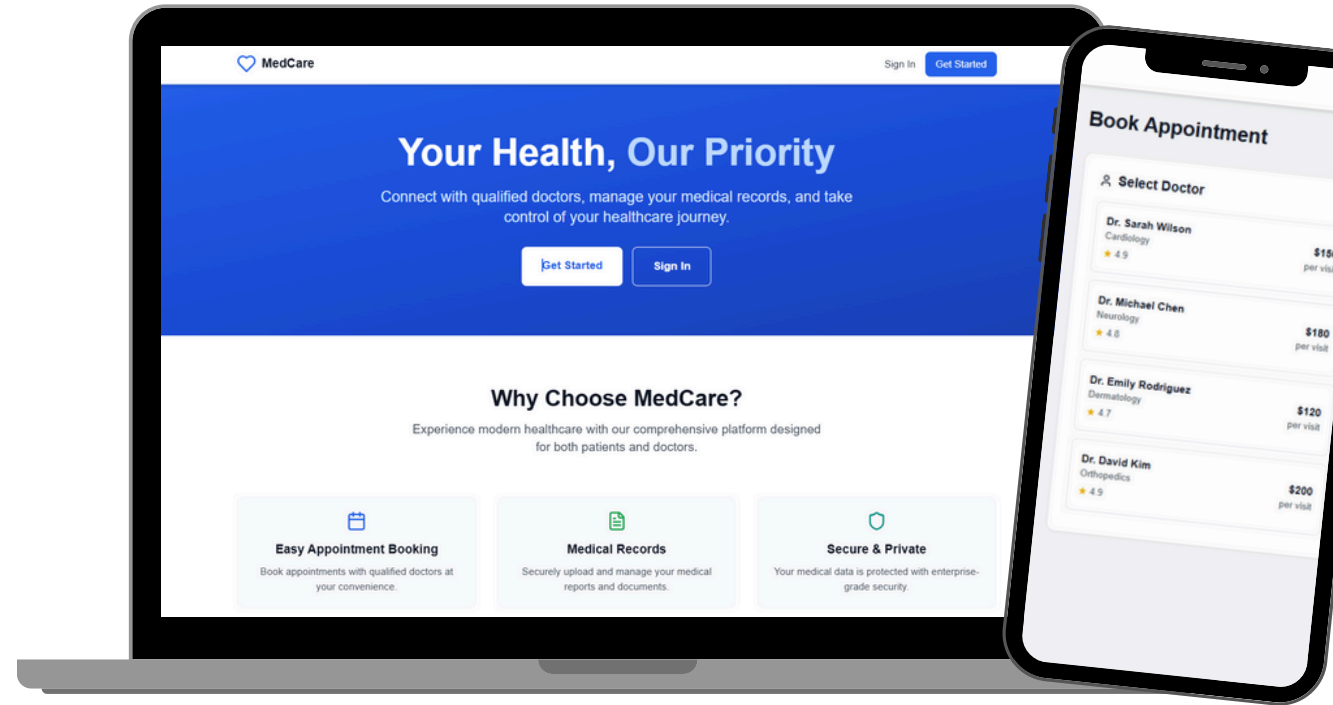 MedCare
Sign In
Get Started
Your Health, Our Priority
Connect with qualified doctors, manage your medical records, and take
control of your healthcare journey.
Get Started
Sign In
Why Choose MedCare?
Experience modern healthcare with our comprehensive platform designed
for both patients and doctors.
Easy Appointment Booking
Book appointments with qualified doctors at
your convenience.
Medical Records
Securely upload and manage your medical
reports and documents.
Secure & Private
Your medical data is protected with enterprise-
grade security.
Book Appointment
Select Doctor
Dr. Sarah Wilson
Cardiology
★ 4.9
per visit
Dr. Michael Chen
Neurology
★ 4.8
$180
per visit
Dr. Emily Rodriguez
Dermatology
★ 4.7
$120
per visit
Dr. David Kim
Orthopedics
★ 4.9
$200
per visit